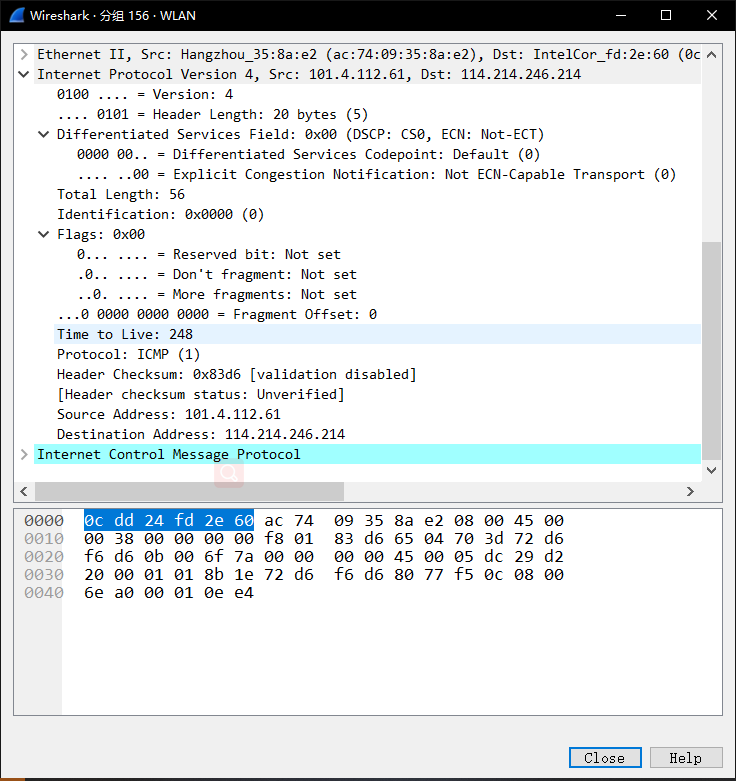 Wireshark · 分组 156 · WLAN
Ethernet II, Src: Hangzhou_35:8a:e2 (ac:74:09:35:8a:e2), Dst: IntelCor_fd:2e:60 (0c
Internet Protocol Version 4, Src: 101.4.112.61, Dst: 114.214.246.214
0100 .... = Version: 4
.... 0101 = Header Length: 20 bytes (5)
Differentiated Services Field: 0x00 (DSCP: CS0, ECN: Not-ECT)
0000 00.. = Differentiated Services Codepoint: Default (0)
.... ..00 = Explicit Congestion Notification: Not ECN-Capable Transport (0)
Total Length: 56
Identification: 0x0000 (0)
Flags: 0x00
0... .... = Reserved bit: Not set
.0.. .... = Don't fragment: Not set
..0. .... = More fragments: Not set
...0 0000 0000 0000 = Fragment Offset: 0
Time to Live: 248
Protocol: ICMP (1)
Header Checksum: 0x83d6 [validation disabled]
[Header checksum status: Unverified]
Source Address: 101.4.112.61
Destination Address: 114.214.246.214
Internet Control Message Protocol
0000 0c dd 24 fd 2e 60 ac 74 09 35 8a e2 08 00 45 00
0010 00 38 00 00 00 00 f8 01 83 d6 65 04 70 3d 72 d6
0020 f6 d6 0b 00 6f 7a 00 00 00 00 45 00 05 dc 29 d2
0030 20 00 01 01 8b 1e 72 d6 f6 d6 80 77 f5 0c 08 00
0040 6e a0 00 01 0e e4
Close Help